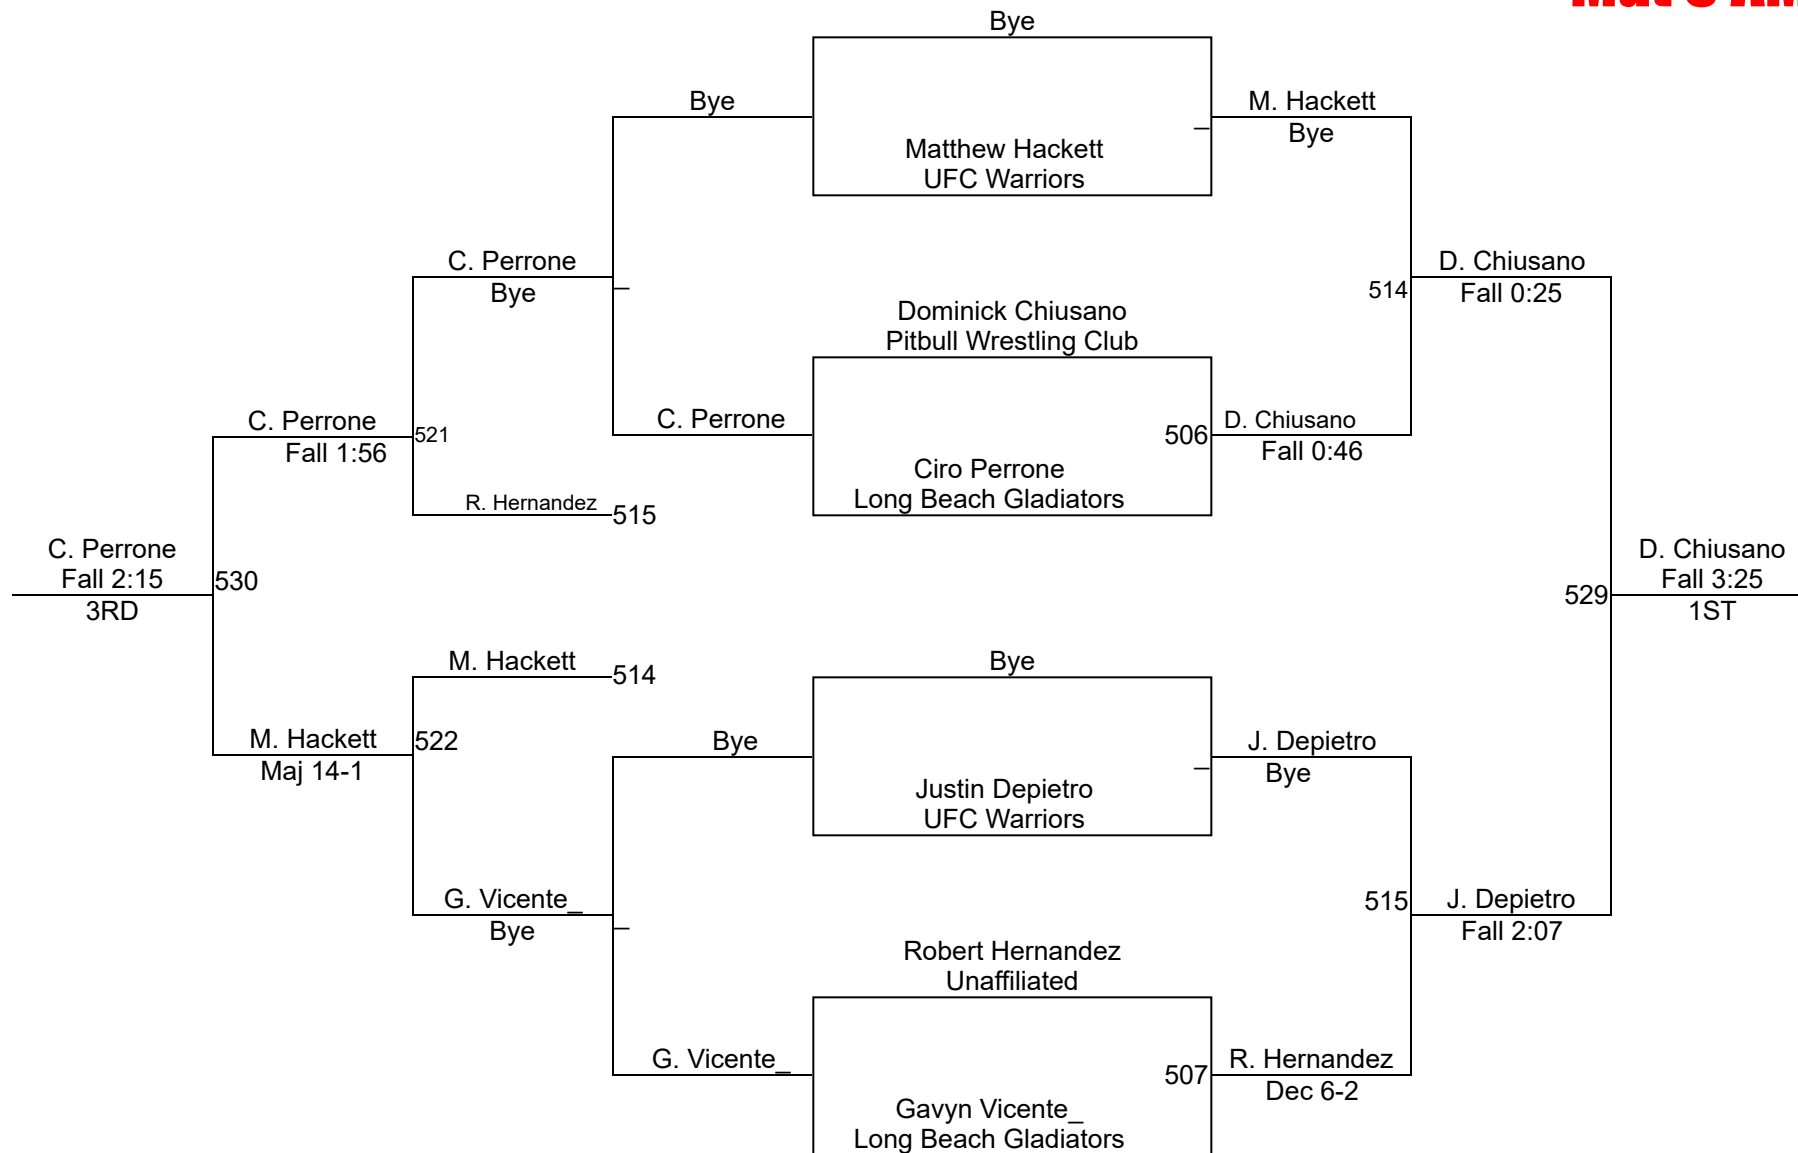 Bye
Bye
M. Hackett
Bye
Matthew Hackett
UFC Warriors
C. Perrone
Bye
D. Chiusano
Fall 0:25
514
Dominick Chiusano
Pitbull Wrestling Club
C. Perrone
Fall 1:56
521
C. Perrone
506
D. Chiusano
Fall 0:46
Ciro Perrone
Long Beach Gladiators
R. Hernandez
515
C. Perrone
Fall 2:15
3RD
530
529
D. Chiusano
Fall 3:25
1ST
M. Hackett
514
Bye
M. Hackett
Maj 14-1
522
Bye
J. Depietro
Bye
Justin Depietro
UFC Warriors
G. Vicente_
Bye
515
J. Depietro
Fall 2:07
Robert Hernandez
Unaffiliated
G. Vicente_
507
R. Hernandez
Dec 6-2
Gavyn Vicente_
Long Beach Gladiators